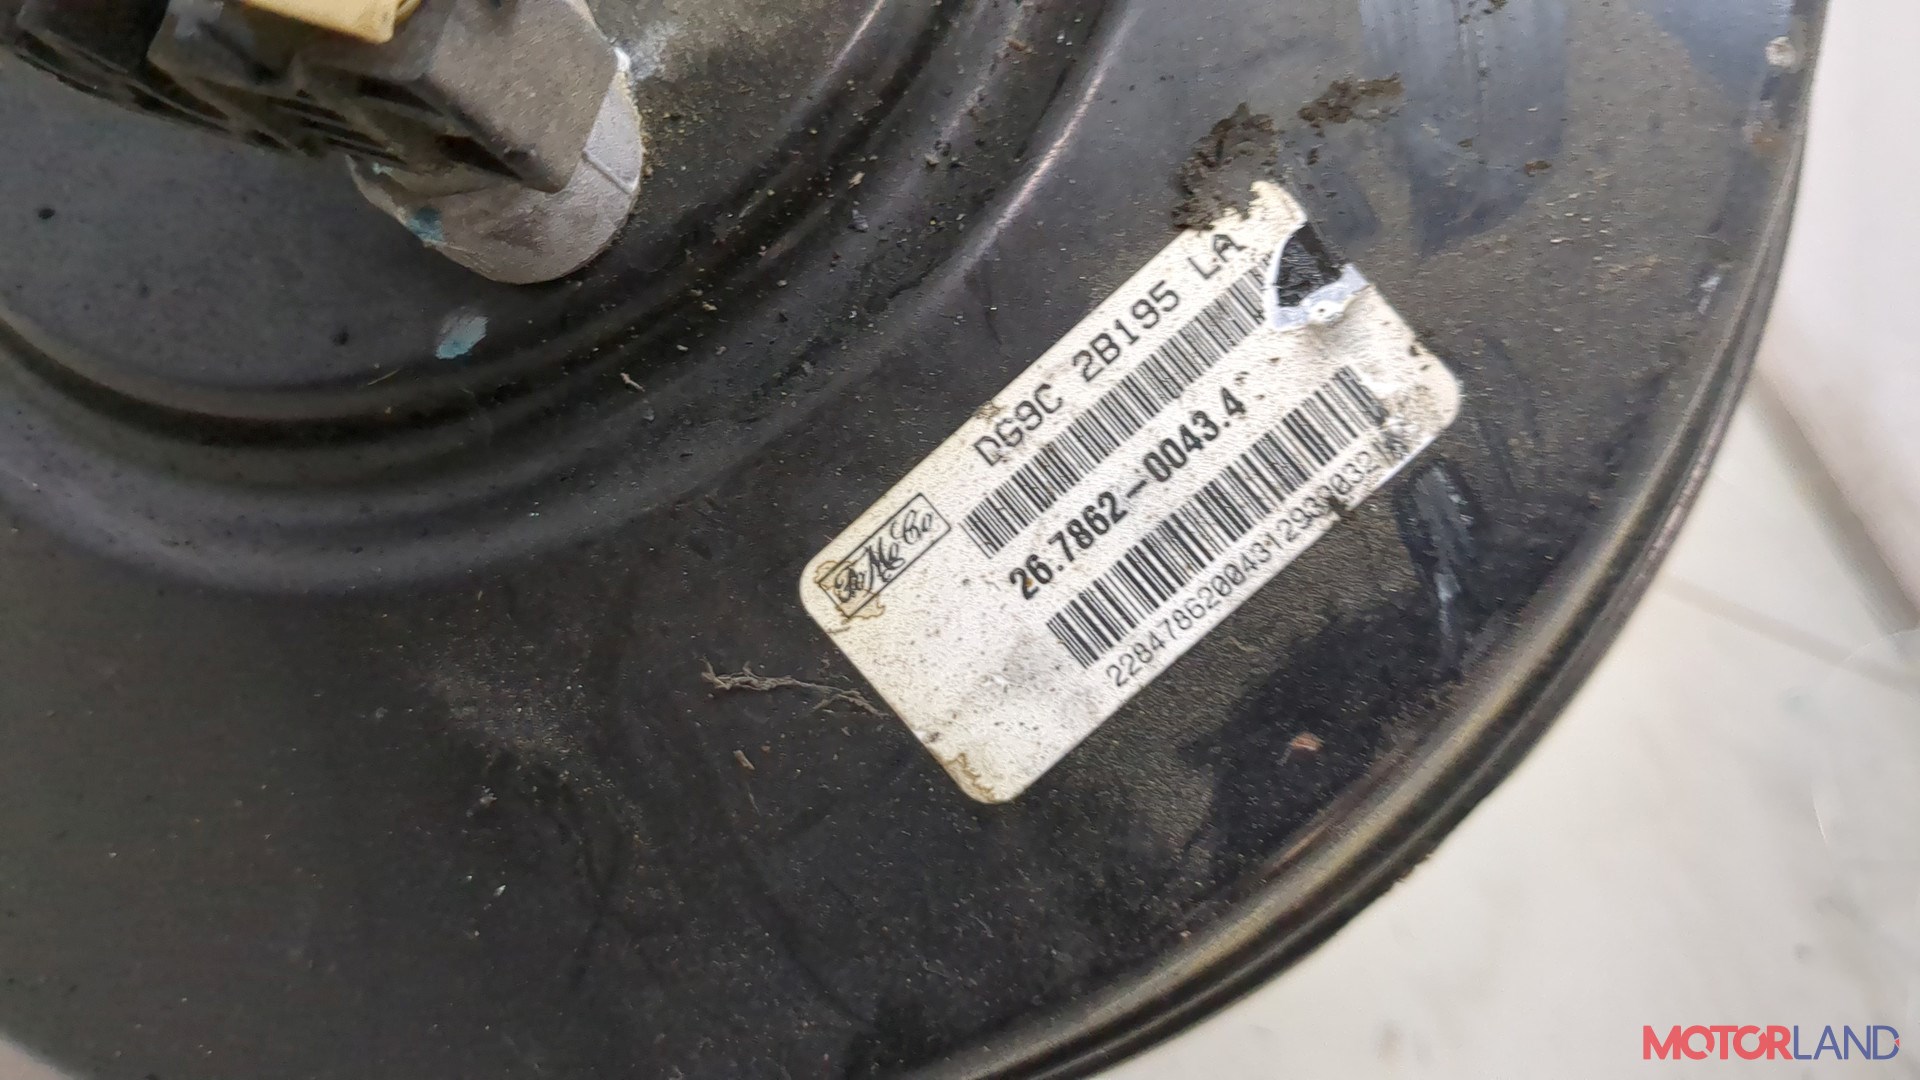 FoMoCo
DG9C 2B195 LA
26.7862-0043.4
MOTORLAND